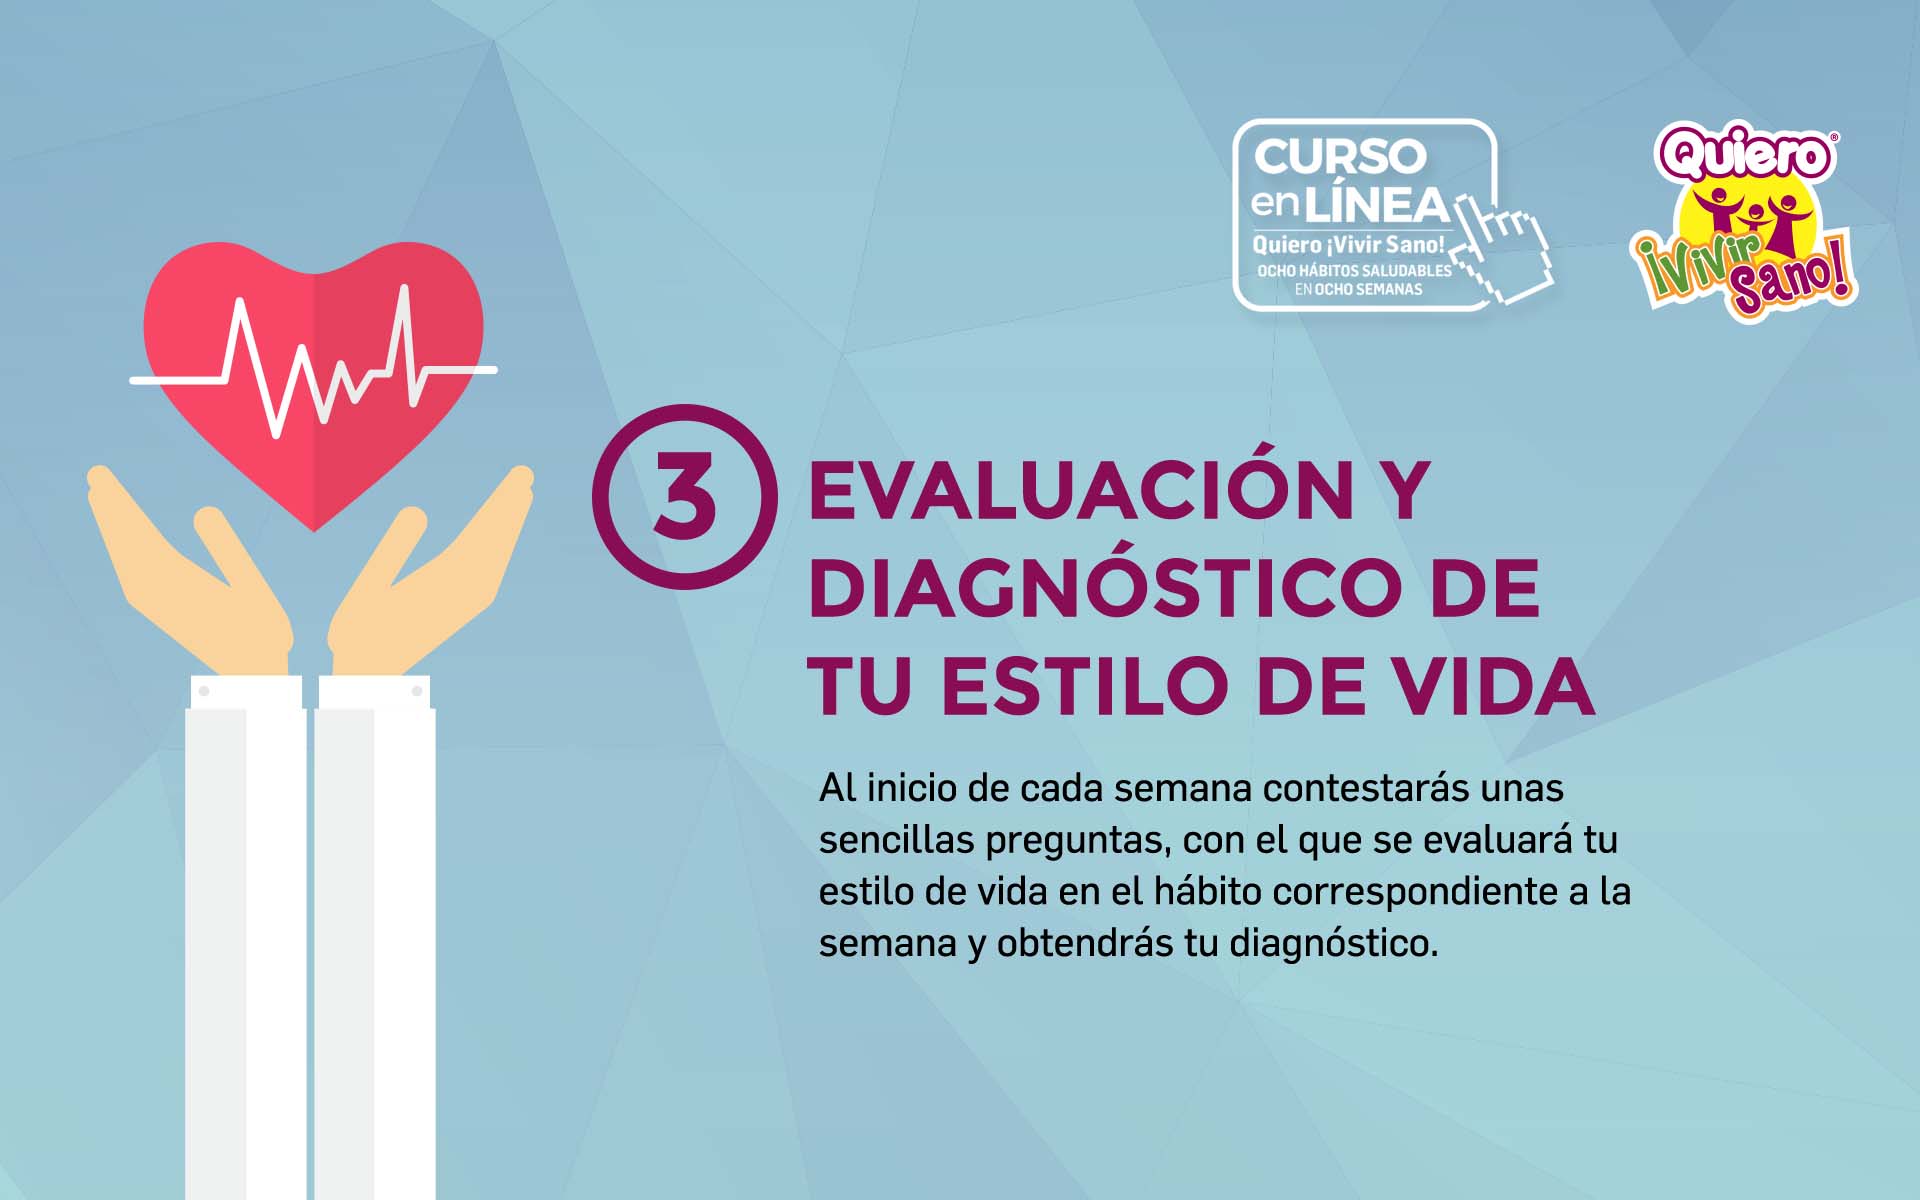 CURSO
en LÍNEA
Quiero ¡Vivir Sano!
OCHO HÁBITOS SALUDABLES
EN OCHO SEMANAS
Quiero®
¡Vivir
Sano!
3
EVALUACIÓN Y
DIAGNÓSTICO DE
TU ESTILO DE VIDA
Al inicio de cada semana contestarás unas
sencillas preguntas, con el que se evaluará tu
estilo de vida en el hábito correspondiente a la
semana y obtendrás tu diagnóstico.